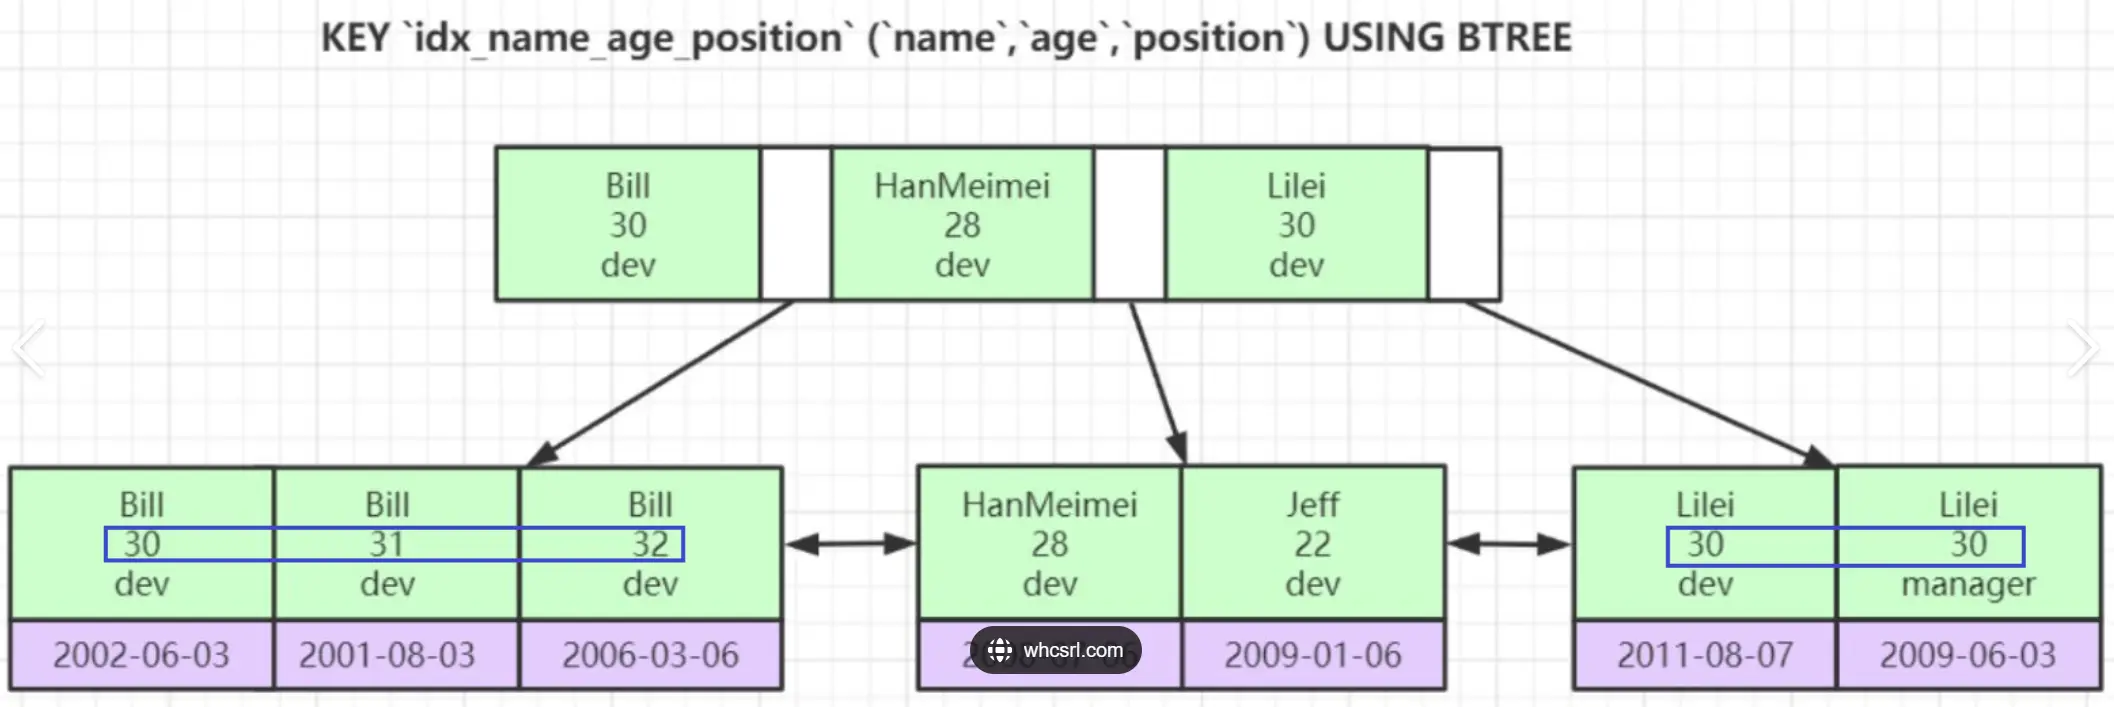 KEY `idx_name_age_position` (`name`,`age`,`position`) USING BTREE
Bill
30
dev
HanMeimei
28
dev
Lilei
30
dev
Bill
30
dev
2002-06-03
Bill
31
dev
2001-08-03
Bill
32
dev
2006-03-06
HanMeimei
28
dev
whcsrl.com
Jeff
22
dev
2009-01-06
Lilei
30
dev
2011-08-07
Lilei
30
manager
2009-06-03